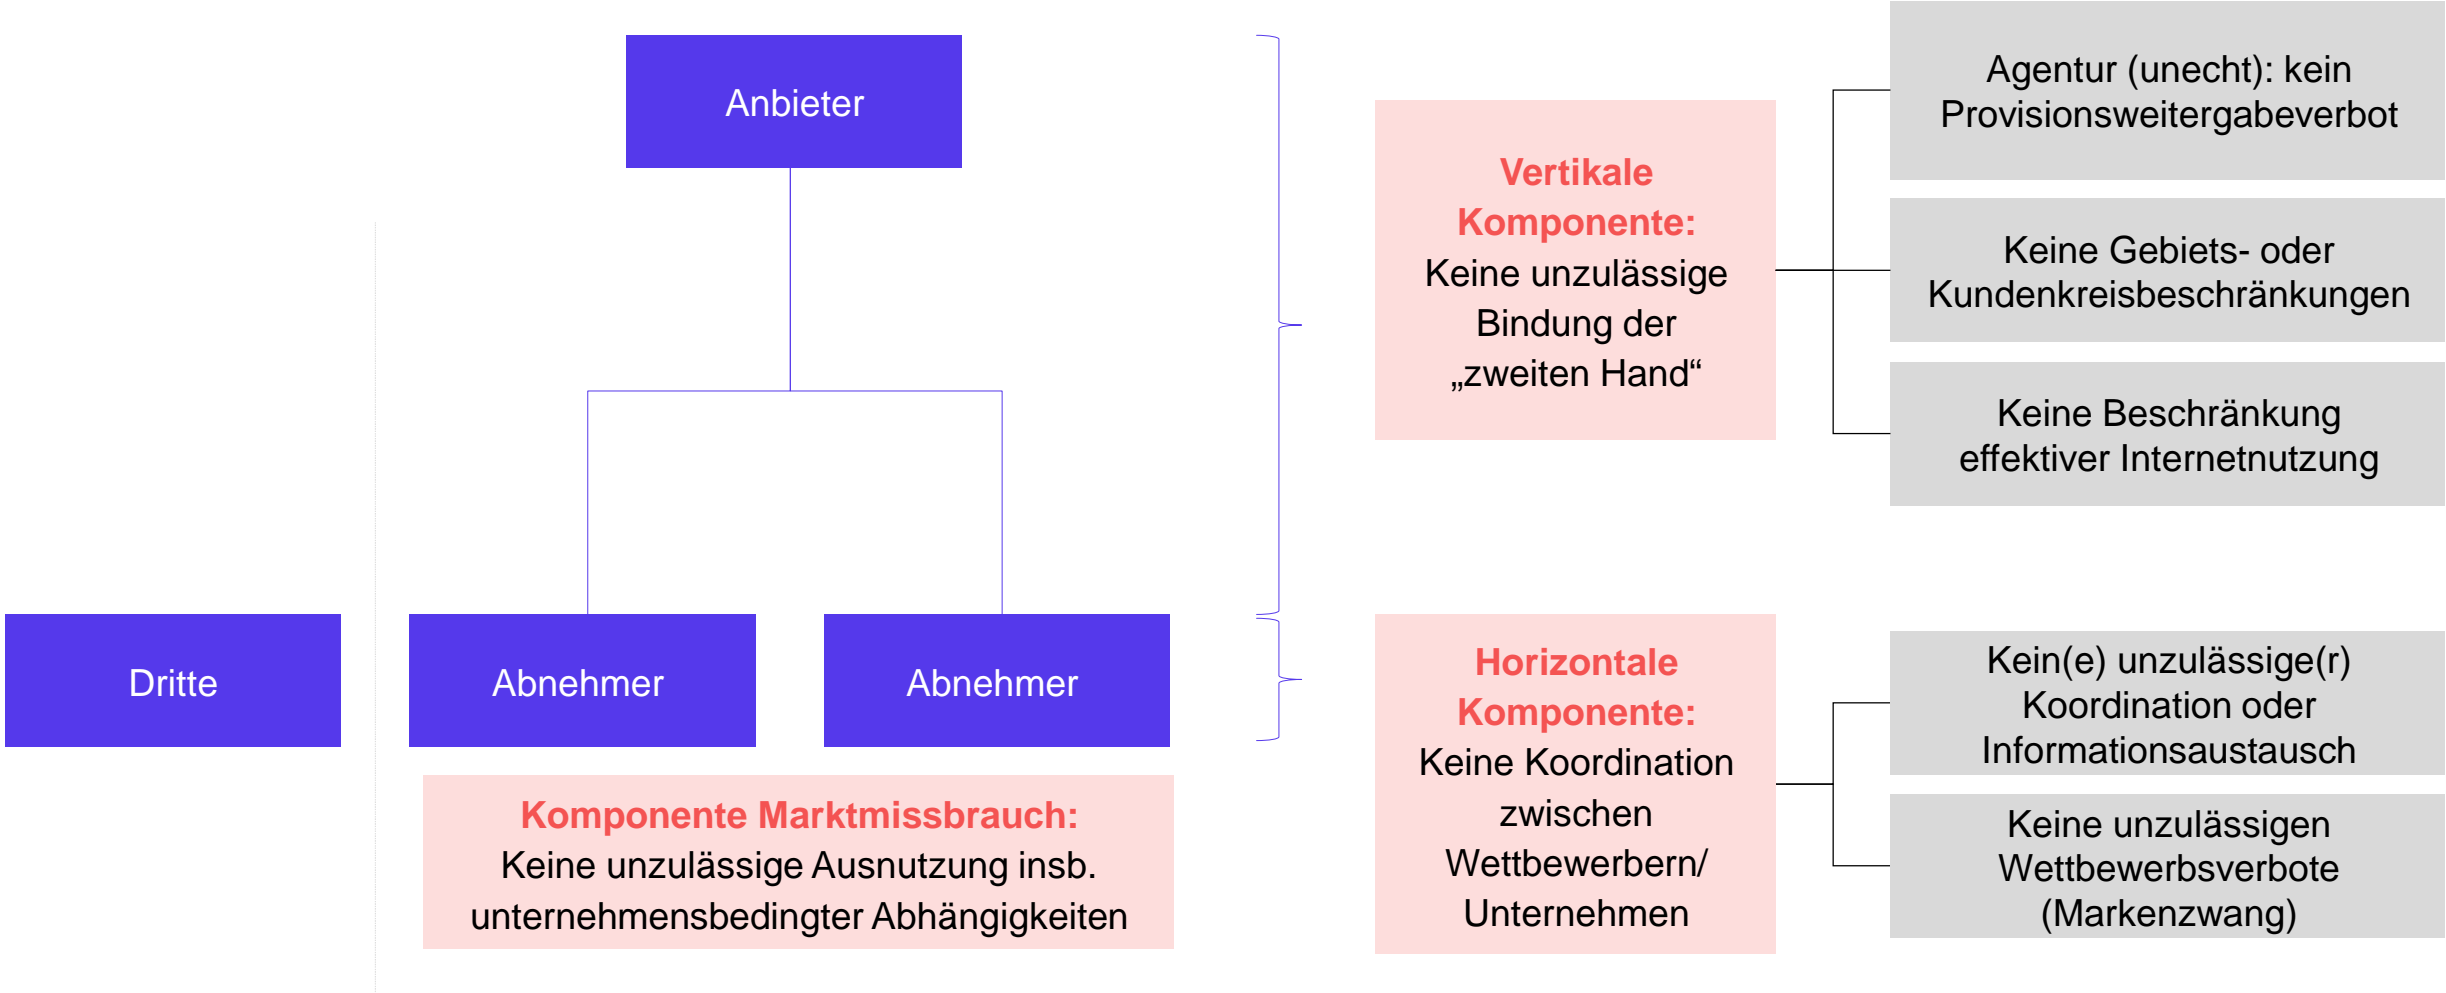 Anbieter
Dritte
Abnehmer
Abnehmer
Komponente Marktmissbrauch:
Keine unzulässige Ausnutzung insb.
unternehmensbedingter Abhängigkeiten
Vertikale
Komponente:
Keine unzulässige
Bindung der
„zweiten Hand“
Agentur (unecht): kein
Provisionsweitergabeverbot
Keine Gebiets- oder
Kundenkreisbeschränkungen
Keine Beschränkung
effektiver Internetnutzung
Horizontale
Komponente:
Keine Koordination
zwischen
Wettbewerbern/
Unternehmen
Kein(e) unzulässige(r)
Koordination oder
Informationsaustausch
Keine unzulässigen
Wettbewerbsverbote
(Markenzwang)